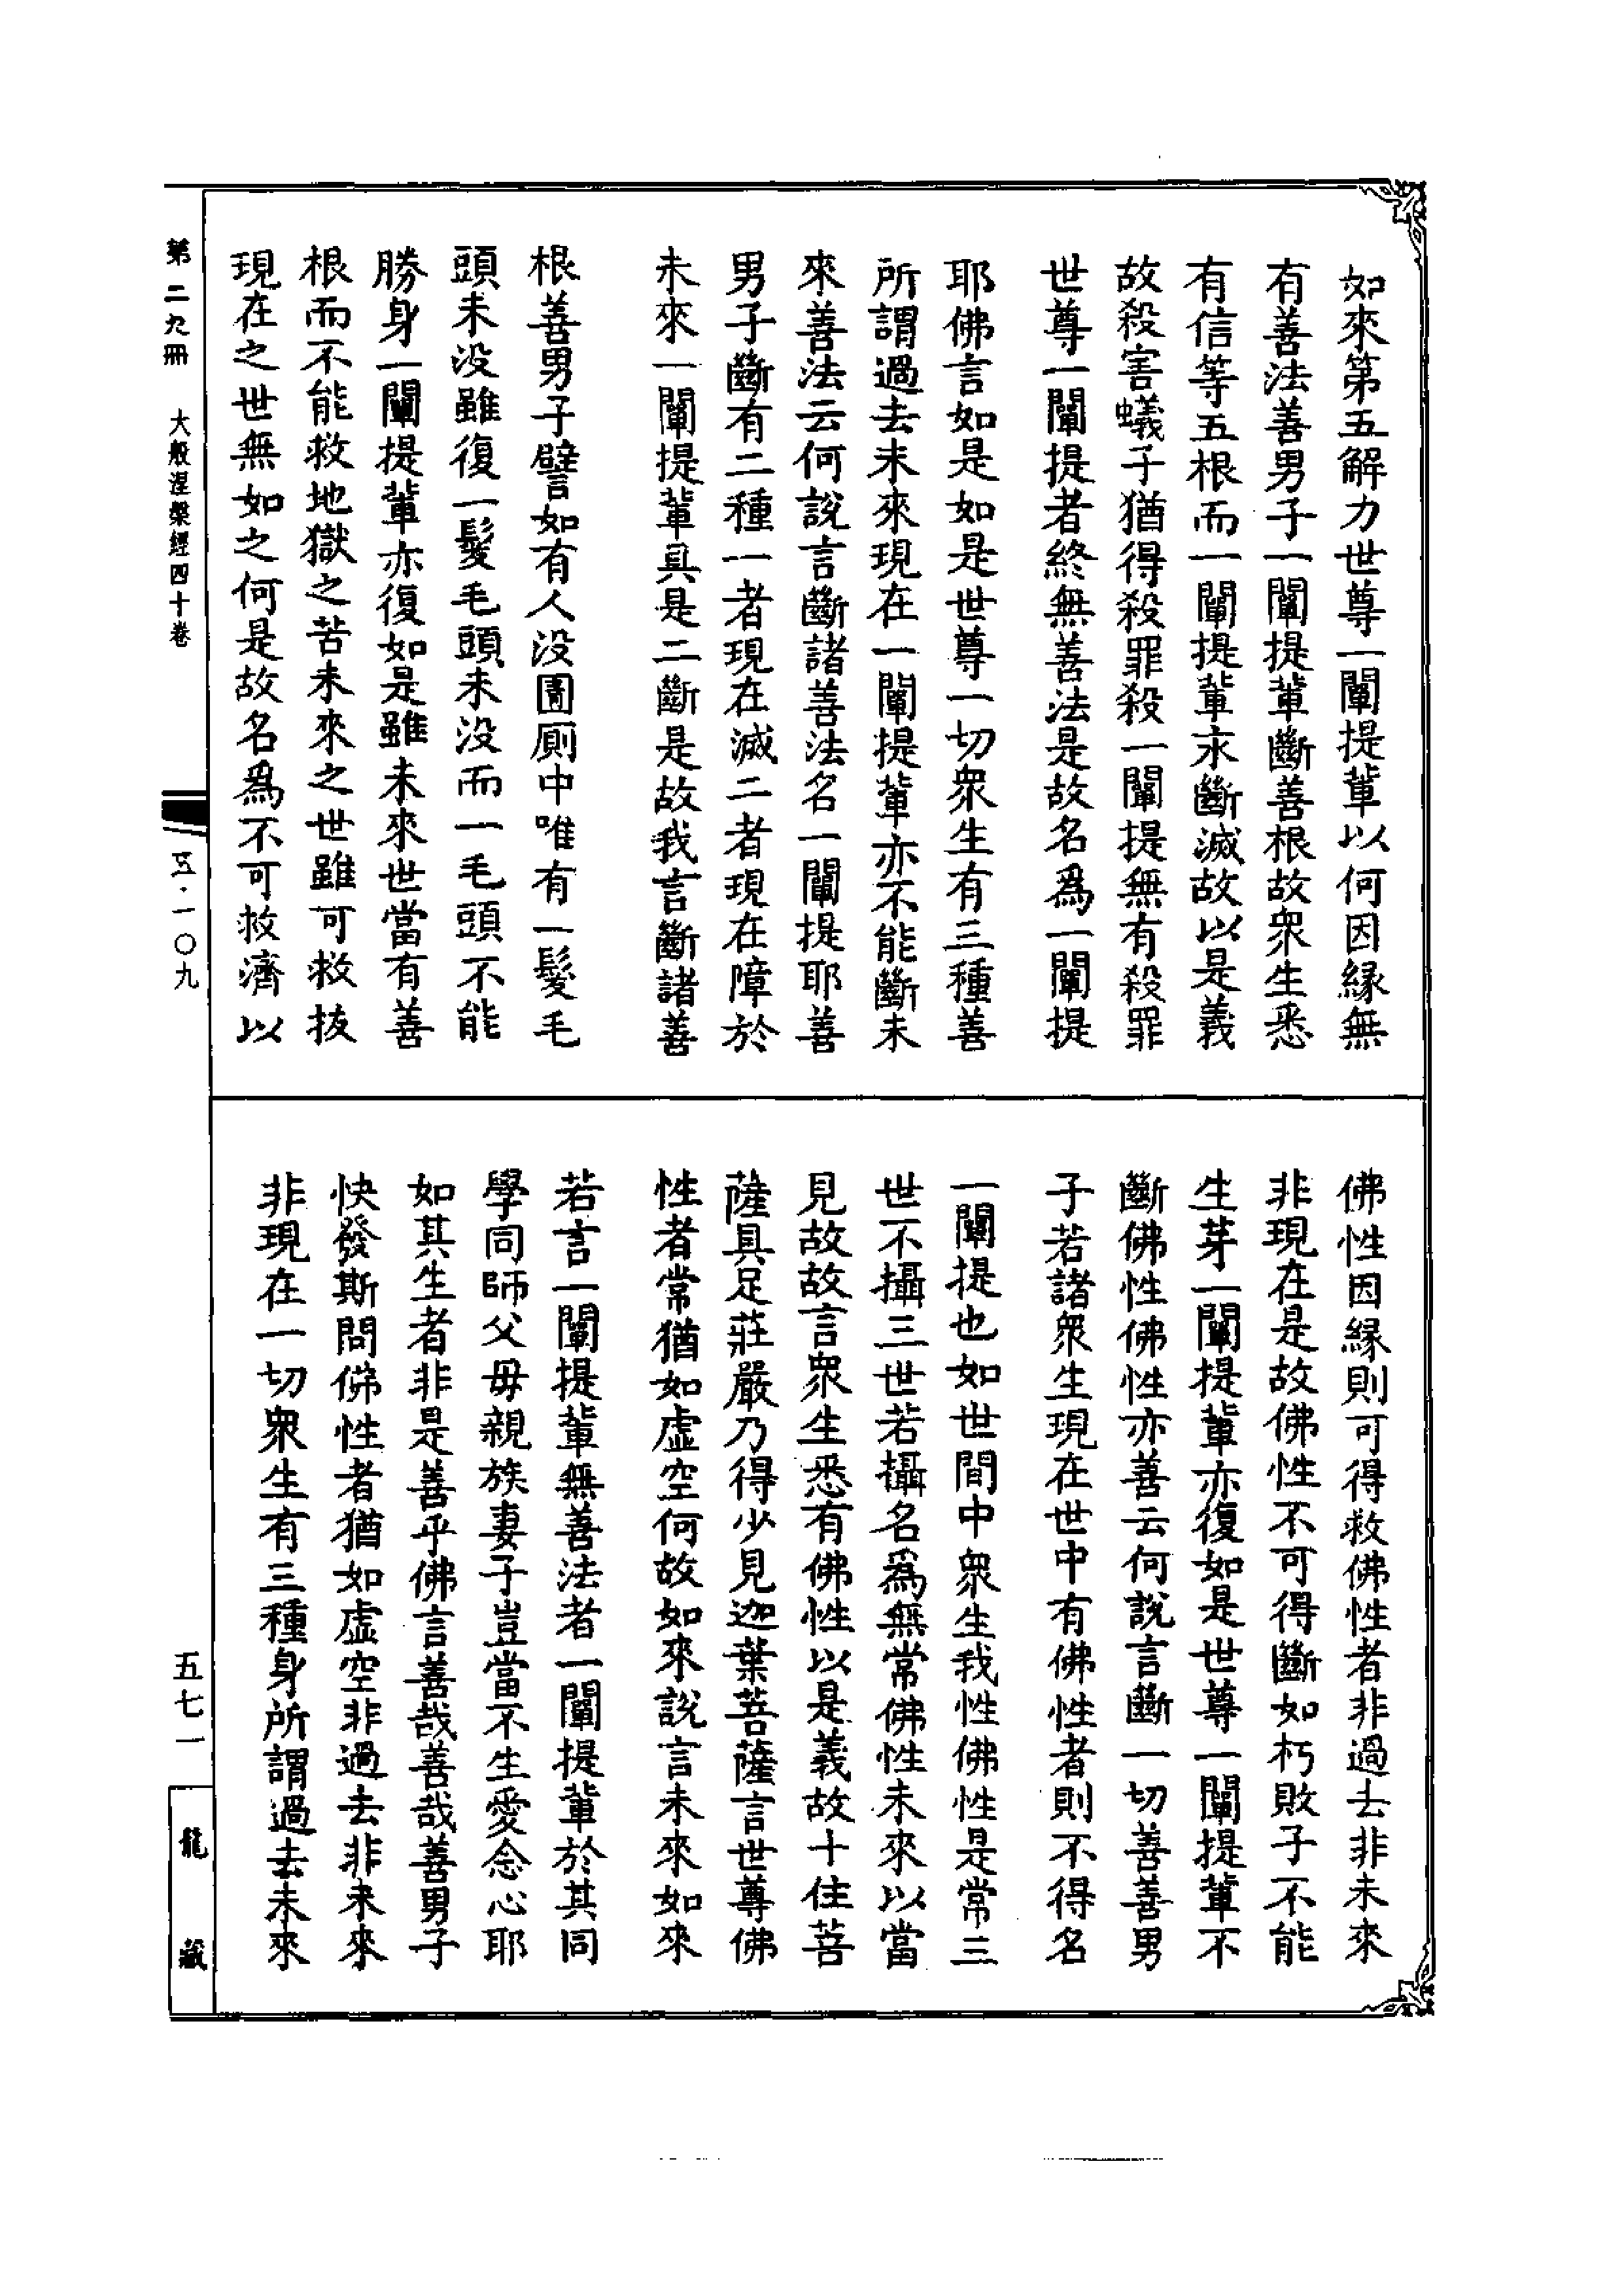 如來第五解力世尊一闡提輩以何因緣無
有善法善男子一闡提輩斷善根故衆生悉
有信等五根而一闡提輩永斷滅故以是義
故殺害蟻子猶得殺罪殺一闡提無有殺罪
世尊一闡提者終無善法是故名爲一闡提
耶佛言如是如是世尊一切衆生有三種善
所謂過去未來現在一闡提輩亦不能斷未
來善法云何說言斷諸善法名一闡提耶善
男子斷有二種一者現在滅二者現在障於
未來一闡提輩具是二斷是故我言斷諸善
根善男子譬如有人没圊厠中唯有一髮毛
頭未没雖復一髮毛頭未没而一毛頭不能
勝身一闡提輩亦復如是雖未來世當有善
根而不能救地獄之苦未來之世雖可救拔
現在之世無如之何是故名爲不可救濟以
佛性因緣則可得救佛性者非過去非未來
非現在是故佛性不可得斷如朽敗子不能
生芽一闡提輩亦復如是世尊一闡提輩不
斷佛性佛性亦善云何說言斷一切善善男
子若諸衆生現在世中有佛性者則不得名
一闡提也如世間中衆生我性佛性是常三
世不攝三世若攝名爲無常佛性未來以當
見故故言衆生悉有佛性以是義故十住菩
薩具足莊嚴乃得少見迦葉菩薩言世尊佛
性者常猶如虛空何故如來說言未來如來
若言一闡提輩無善法者一闡提輩於其同
學同師父母親族妻子豈當不生愛念心耶
如其生者非是善乎佛言善哉善哉善男子
快發斯問佛性者猶如虛空非過去非未來
非現在一切衆生有三種身所謂過去未來
第二九冊 大般涅槃經四十卷
五·一〇九
五七一
龍藏